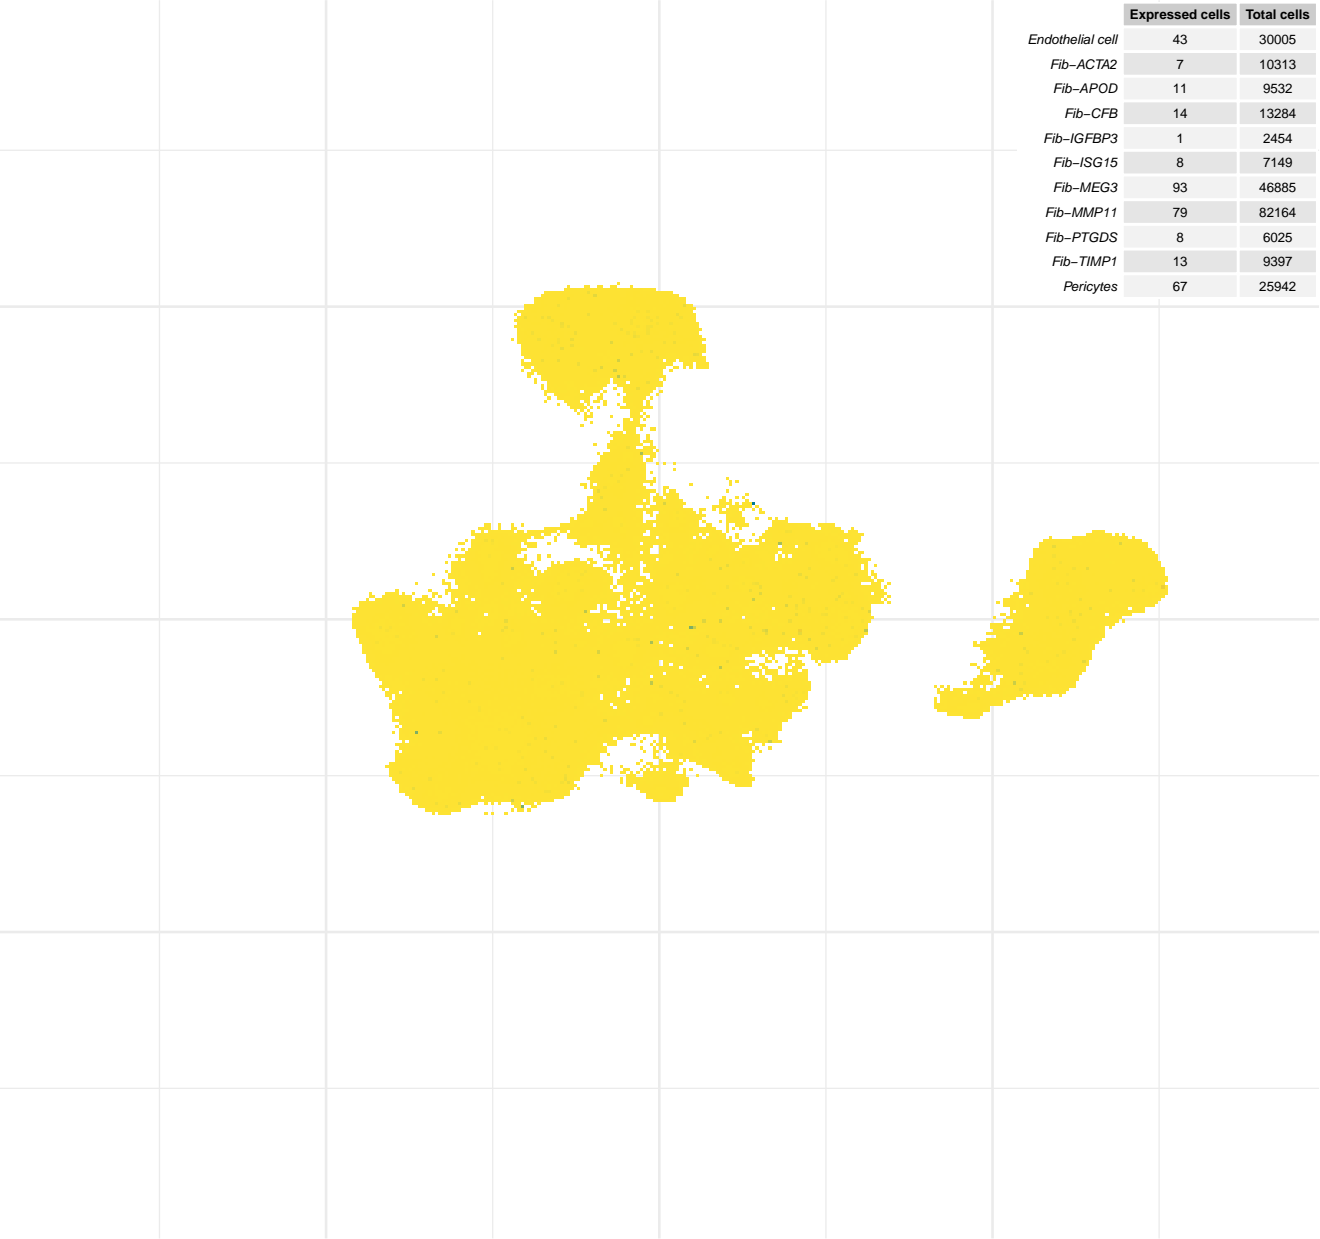 Expressed cells Total cells
Endothelial cell 43 30005
Fib−ACTA2 7 10313
Fib−APOD 11 9532
Fib−CFB 14 13284
Fib−IGFBP3 1 2454
Fib−ISG15 8 7149
Fib−MEG3 93 46885
Fib−MMP11 79 82164
Fib−PTGDS 8 6025
Fib−TIMP1 13 9397
Pericytes 67 25942